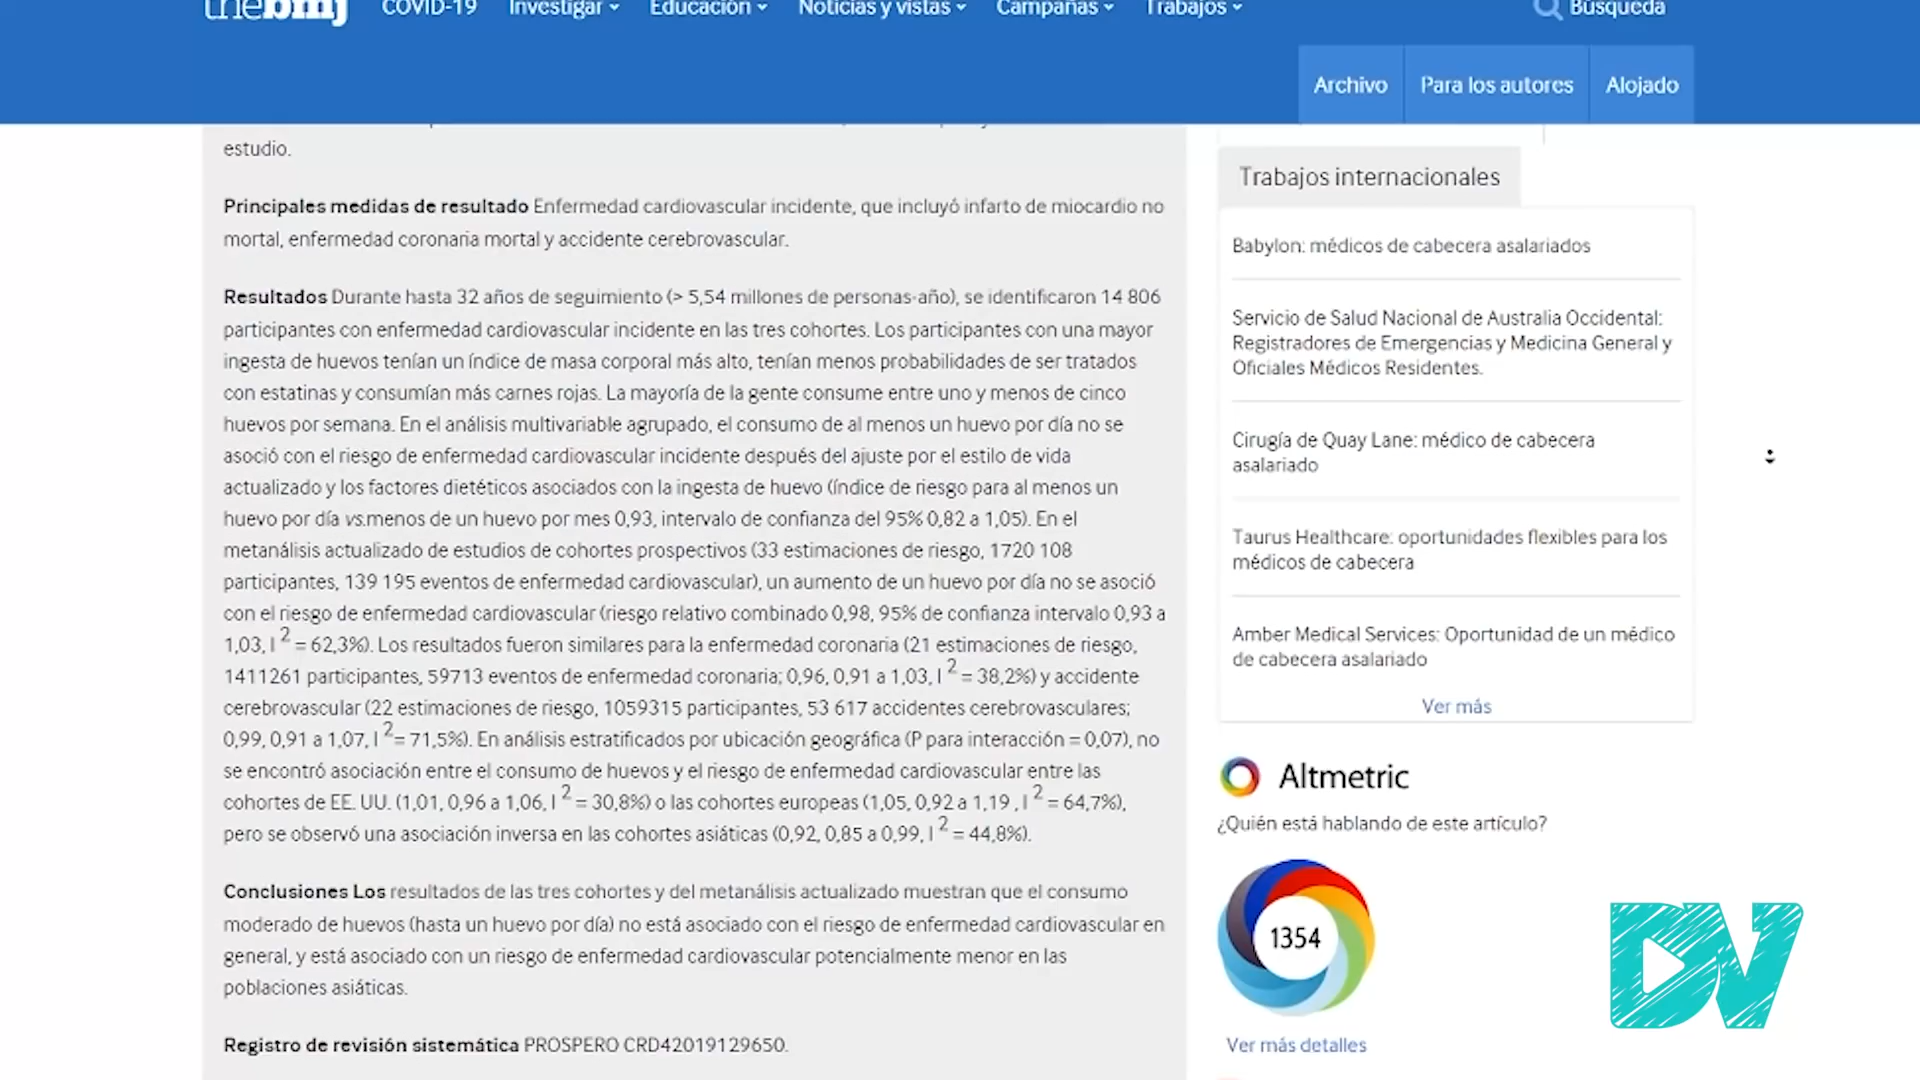 thebmj COVID-19 Investigar Educación Noticias y vistas Campañas Trabajos Búsqueda
Archivo Para los autores Alojado
estudio.
Principales medidas de resultado Enfermedad cardiovascular incidente, que incluyó infarto de miocardio no
mortal, enfermedad coronaria mortal y accidente cerebrovascular.
Resultados Durante hasta 32 años de seguimiento (> 5,54 millones de personas-año), se identificaron 14 806
participantes con enfermedad cardiovascular incidente en las tres cohortes. Los participantes con una mayor
ingesta de huevos tenían un índice de masa corporal más alto, tenían menos probabilidades de ser tratados
con estatinas y consumían más carnes rojas. La mayoría de la gente consume entre uno y menos de cinco
huevos por semana. En el análisis multivariable agrupado, el consumo de al menos un huevo por día no se
asoció con el riesgo de enfermedad cardiovascular incidente después del ajuste por el estilo de vida
actualizado y los factores dietéticos asociados con la ingesta de huevo (índice de riesgo para al menos un
huevo por día vs.menos de un huevo por mes 0,93, intervalo de confianza del 95% 0,82 a 1,05). En el
metanálisis actualizado de estudios de cohortes prospectivos (33 estimaciones de riesgo, 1720 108
participantes, 139 195 eventos de enfermedad cardiovascular), un aumento de un huevo por día no se asoció
con el riesgo de enfermedad cardiovascular (riesgo relativo combinado 0,98, 95% de confianza intervalo 0,93 a
1,03, I 2 = 62,3%). Los resultados fueron similares para la enfermedad coronaria (21 estimaciones de riesgo,
1411261 participantes, 59713 eventos de enfermedad coronaria; 0,96, 0,91 a 1,03, I 2 = 38,2%) y accidente
cerebrovascular (22 estimaciones de riesgo, 1059315 participantes, 53 617 accidentes cerebrovasculares;
0,99, 0,91 a 1,07, I 2 = 71,5%). En análisis estratificados por ubicación geográfica (P para interacción = 0,07), no
se encontró asociación entre el consumo de huevos y el riesgo de enfermedad cardiovascular entre las
cohortes de EE. UU. (1,01, 0,96 a 1,06, I 2 = 30,8%) o las cohortes europeas (1,05, 0,92 a 1,19 , I 2 = 64,7%),
pero se observó una asociación inversa en las cohortes asiáticas (0,92, 0,85 a 0,99, I 2 = 44,8%).
Conclusiones Los resultados de las tres cohortes y del metanálisis actualizado muestran que el consumo
moderado de huevos (hasta un huevo por día) no está asociado con el riesgo de enfermedad cardiovascular en
general, y está asociado con un riesgo de enfermedad cardiovascular potencialmente menor en las
poblaciones asiáticas.
Registro de revisión sistemática PROSPERO CRD42019129650.
Trabajos internacionales
Babylon: médicos de cabecera asalariados
Servicio de Salud Nacional de Australia Occidental:
Registradores de Emergencias y Medicina General y
Oficiales Médicos Residentes.
Cirugía de Quay Lane: médico de cabecera
asalariado
Taurus Healthcare: oportunidades flexibles para los
médicos de cabecera
Amber Medical Services: Oportunidad de un médico
de cabecera asalariado
Ver más
Altmetric
¿Quién está hablando de este artículo?
1354
Ver más detalles
DV